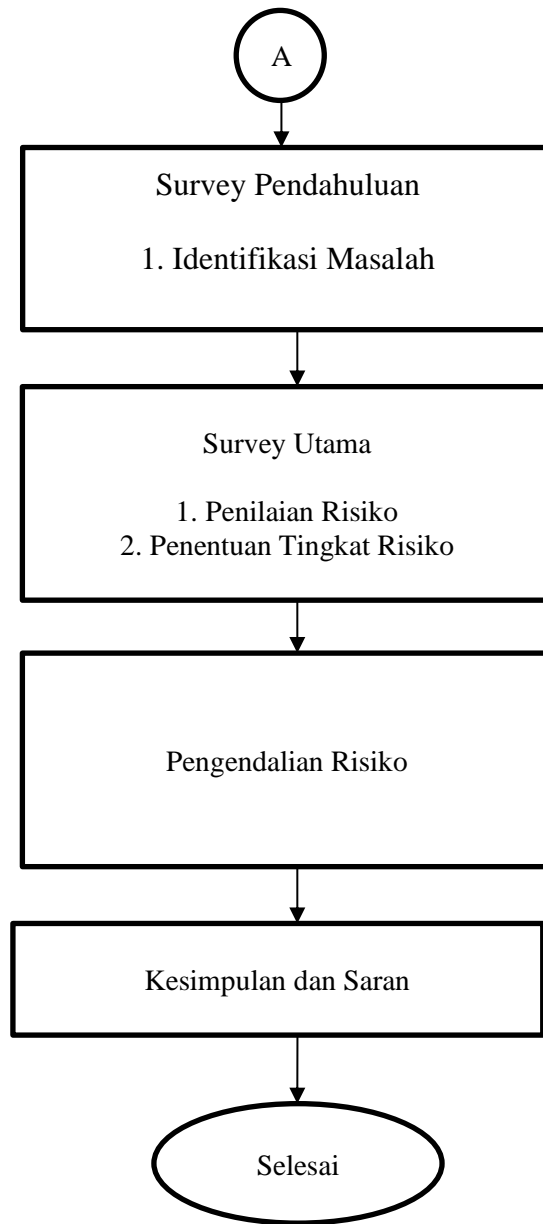 A
Survey Pendahuluan
1. Identifikasi Masalah
Survey Utama
1. Penilaian Risiko
2. Penentuan Tingkat Risiko
Pengendalian Risiko
Kesimpulan dan Saran
Selesai